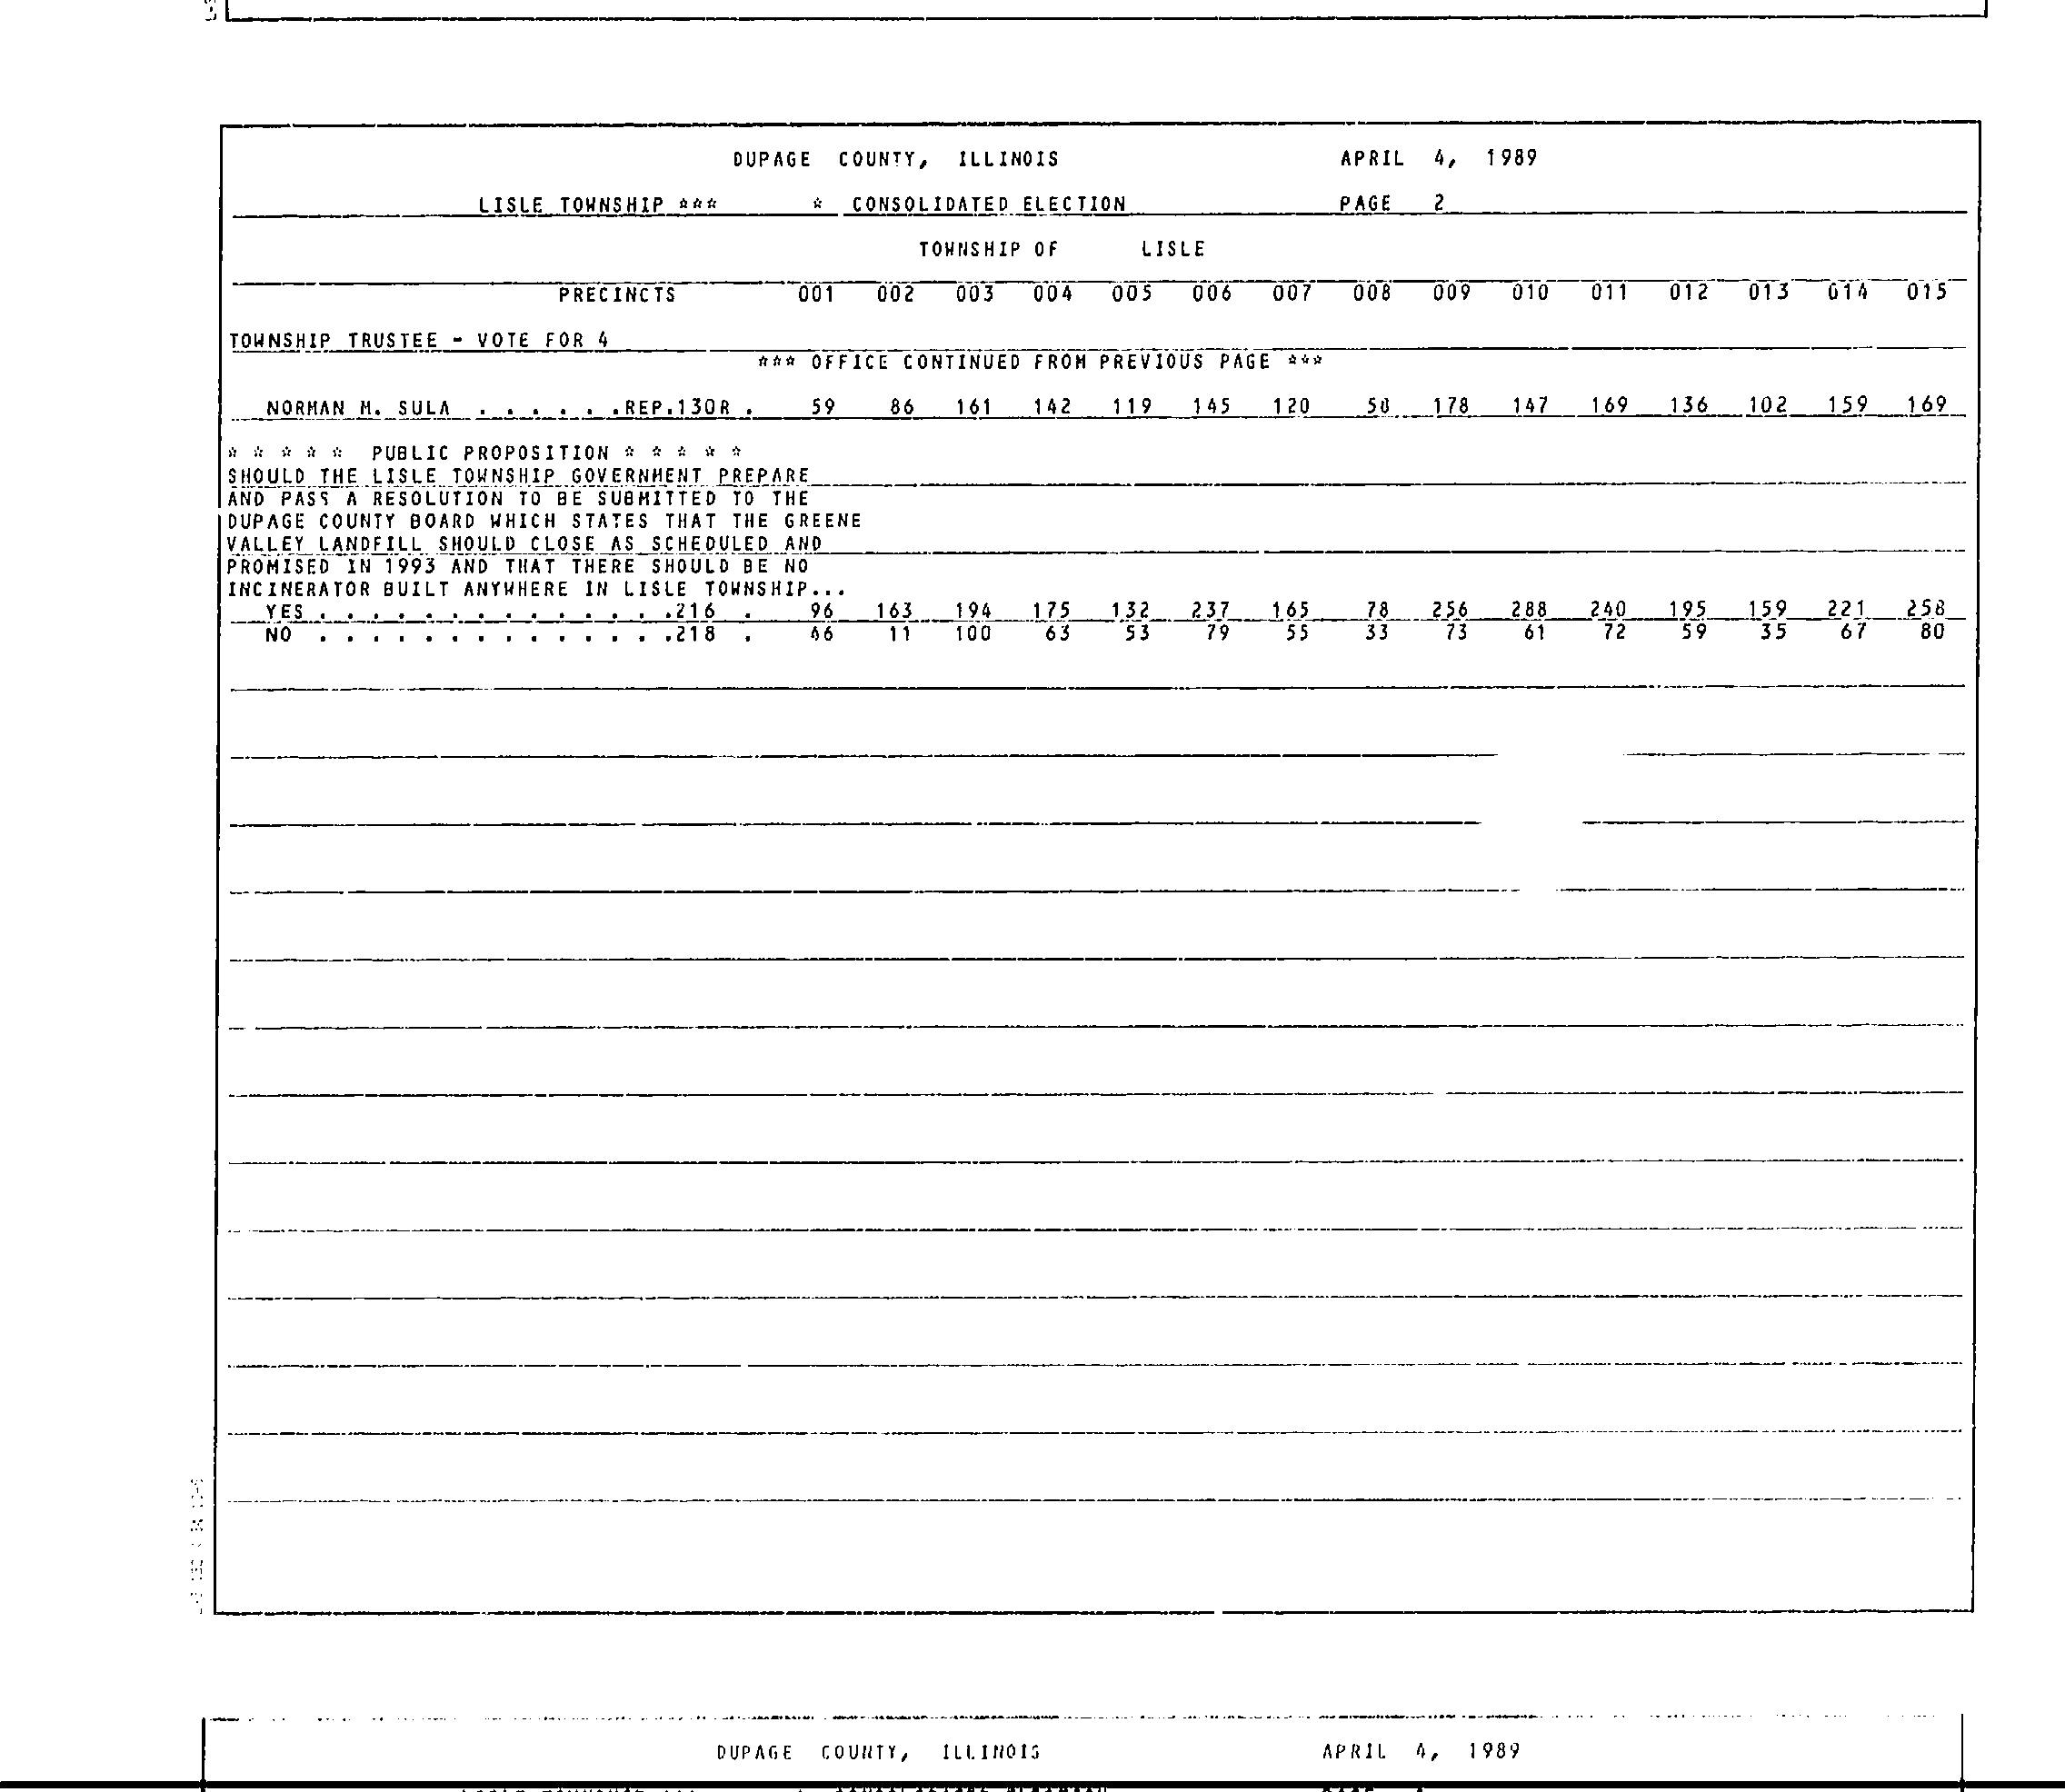 DUPAGE COUNTY, ILLINOIS APRIL 4, 1989
LISLE TOWNSHIP *** * CONSOLIDATED ELECTION PAGE 2
TOWNSHIP OF LISLE
PRECINCTS 001 002 003 004 005 006 007 008 009 010 011 012 013 014 015
TOWNSHIP TRUSTEE - VOTE FOR 4
*** OFFICE CONTINUED FROM PREVIOUS PAGE ***
NORMAN M. SULA . . . . . .REP.130R . 59 86 161 142 119 145 120 50 178 147 169 136 102 159 169
* * * * * PUBLIC PROPOSITION * * * * *
SHOULD THE LISLE TOWNSHIP GOVERNMENT PREPARE
AND PASS A RESOLUTION TO BE SUBMITTED TO THE
DUPAGE COUNTY BOARD WHICH STATES THAT THE GREENE
VALLEY LANDFILL SHOULD CLOSE AS SCHEDULED AND
PROMISED IN 1993 AND THAT THERE SHOULD BE NO
INCINERATOR BUILT ANYWHERE IN LISLE TOWNSHIP...
YES . . . . . . . . . . . . . .216 . 96 163 194 175 132 237 165 78 256 288 240 195 159 221 258
NO . . . . . . . . . . . . . .218 . 46 11 100 63 53 79 55 33 73 61 72 59 35 67 80
DUPAGE COUNTY, ILLINOIS APRIL 4, 1989